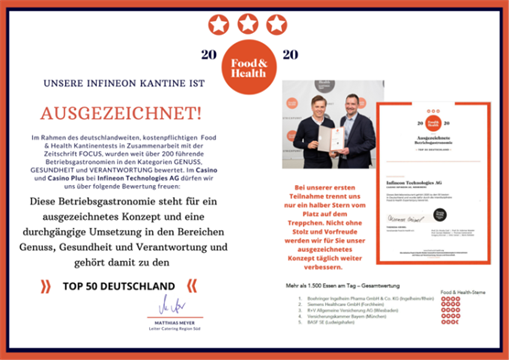 20 20
Food &
Health
UNSERE INFINEON KANTINE IST
AUSGEZEICHNET!
Im Rahmen des deutschlandweiten, kostenpflichtigen Food
& Health Kantinentests in Zusammenarbeit mit der
Zeitschrift FOCUS, wurden weit über 200 führende
Betriebsgastronomien in den Kategorien GENUSS,
GESUNDHEIT und VERANTWORTUNG bewertet. Im Casino
und Casino Plus bei Infineon Technologies AG dürfen wir
uns über folgende Bewertung freuen:
Diese Betriebsgastronomie steht für ein
ausgezeichnetes Konzept und eine
durchgängige Umsetzung in den Bereichen
Genuss, Gesundheit und Verantwortung und
gehört damit zu den
TOP 50 DEUTSCHLAND
MATTHIAS MEYER
Leiter Catering Region Süd
Bei unserer ersten
Teilnahme trennt uns
nur ein halber Stern vom
Platz auf dem
Treppchen. Nicht ohne
Stolz und Vorfreude
werden wir für Sie unser
ausgezeichnetes
Konzept täglich weiter
verbessern.
20 20
Food &
Health
Ausgezeichnete
Betriebsgastronomie
Infineon Technologies AG
Mehr als 1.500 Essen am Tag – Gesamtwertung
Food & Health-Sterne
1. Boehringer Ingelheim Pharma GmbH & Co. KG (Ingelheim/Rhein)
2. Siemens Healthcare GmbH (Forchheim)
3. R+V Allgemeine Versicherung AG (Wiesbaden)
4. Versicherungskammer Bayern (München)
5. BASF SE (Ludwigshafen)